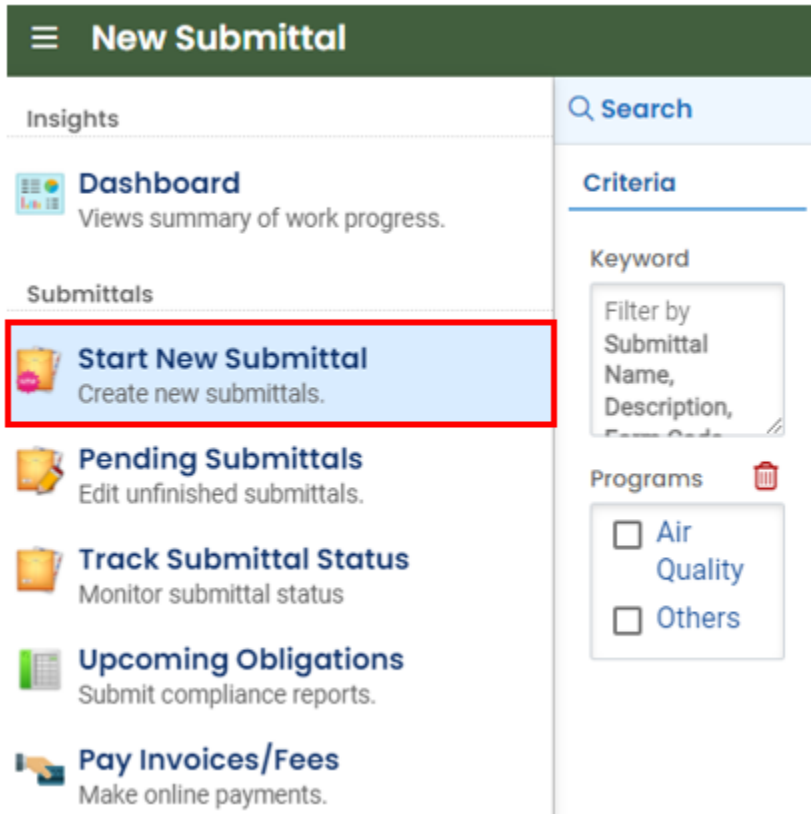 New Submittal
Insights
Dashboard
Views summary of work progress.
Submittals
Start New Submittal
Create new submittals.
Pending Submittals
Edit unfinished submittals.
Track Submittal Status
Monitor submittal status
Upcoming Obligations
Submit compliance reports.
Pay Invoices/Fees
Make online payments.
Search
Criteria
Keyword
Filter by
Submittal
Name,
Description,
Form Code
Programs
Air
Quality
Others